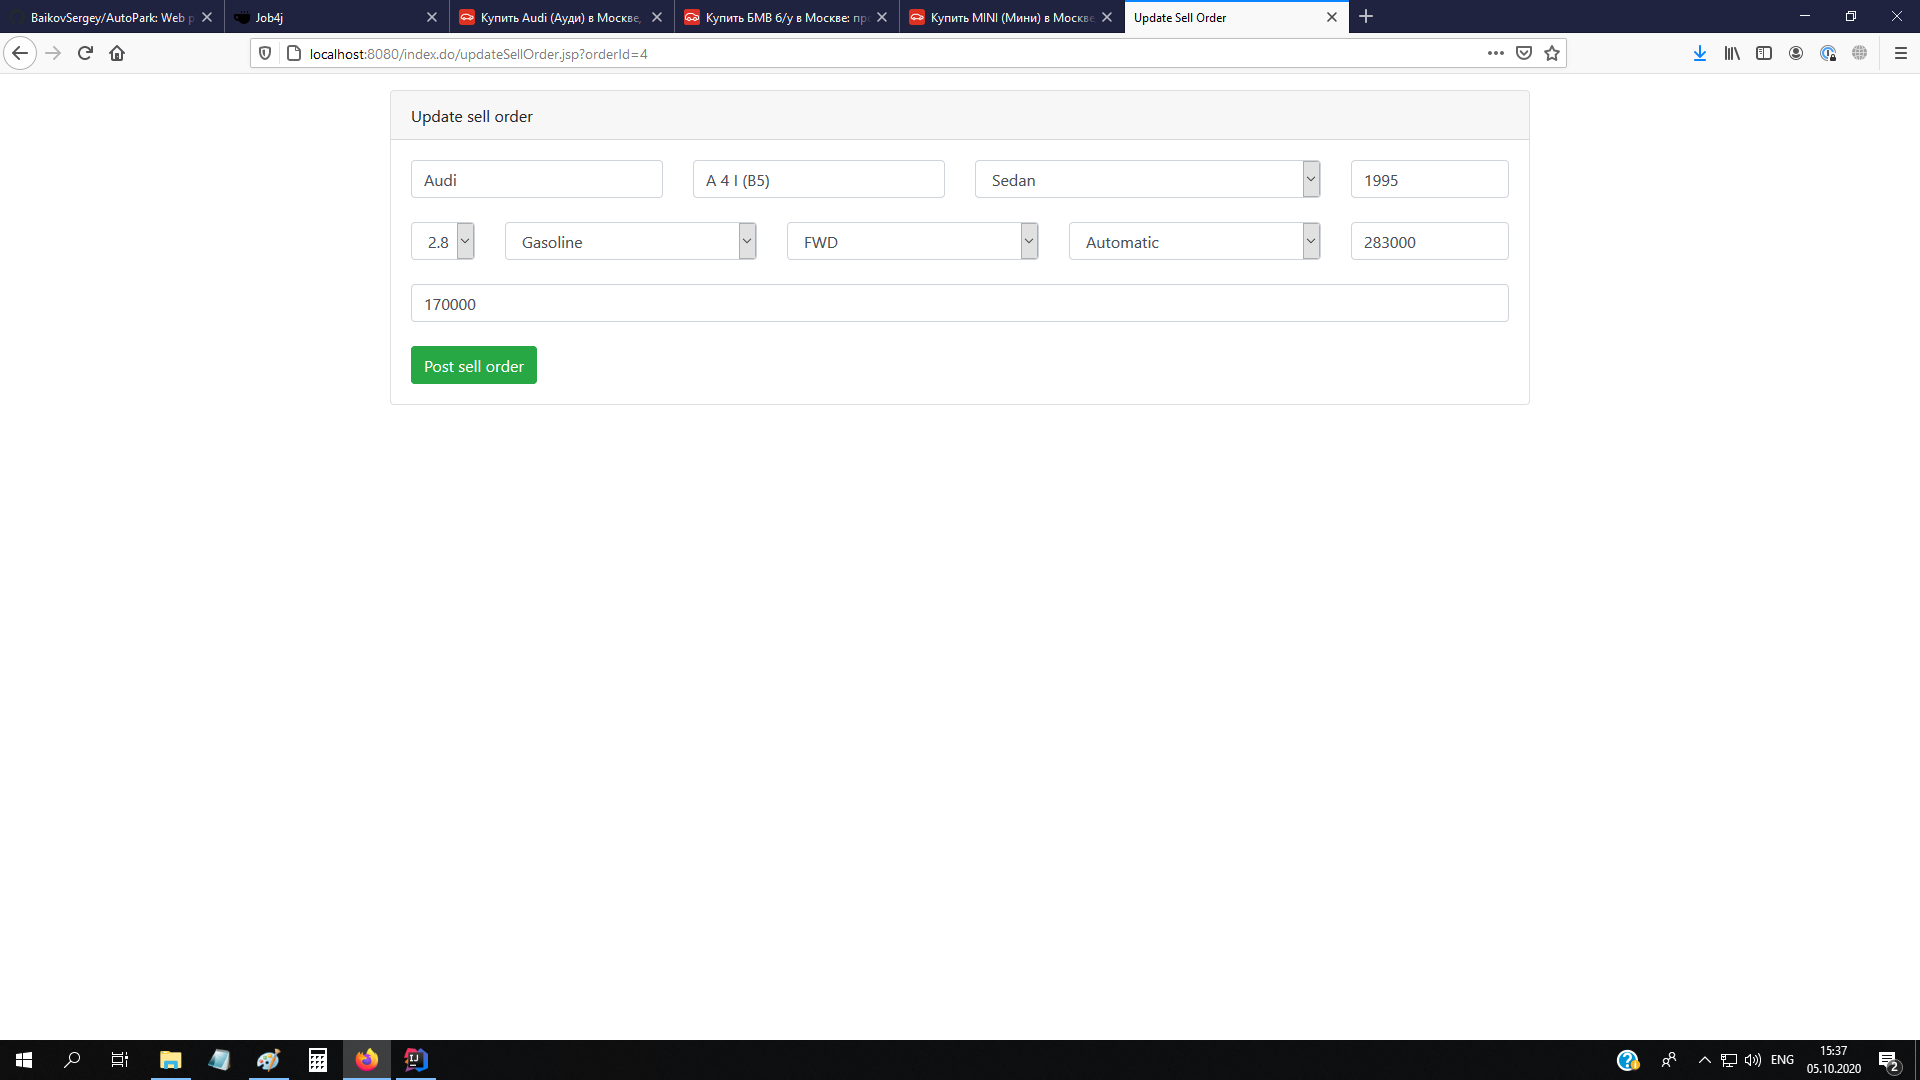 BaikovSergey/AutoPark: Web p
Job4j
Купить Audi (Ауди) в Москве,
Купить БМВ б/у в Москве: пр
Купить MINI (Мини) в Москве
Update Sell Order
localhost:8080/index.do/updateSellOrder.jsp?orderId=4
Update sell order
Audi
A 4 I (B5)
Sedan
1995
2.8
Gasoline
FWD
Automatic
283000
170000
Post sell order
ENG
15:37
05.10.2020
2